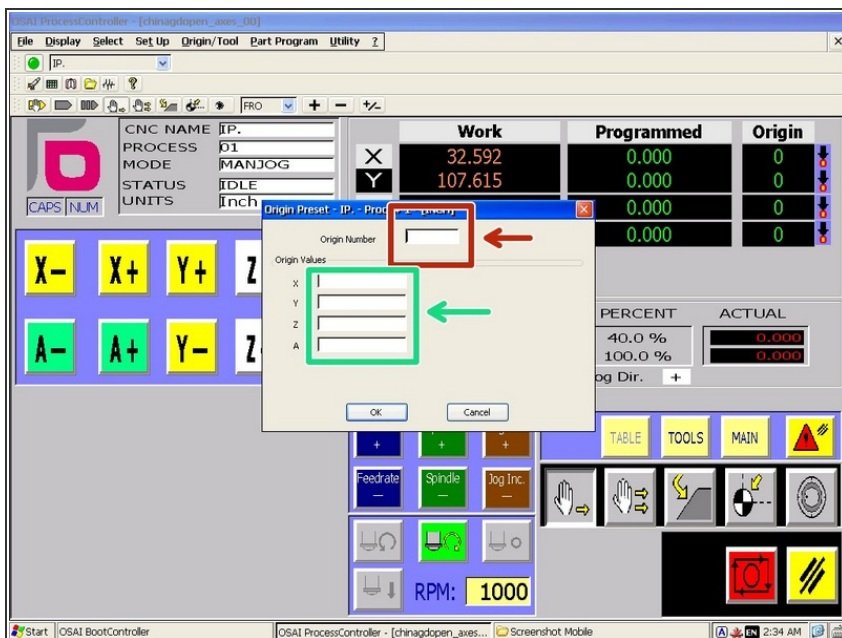 OSAI ProcessController - [chinagdopen_axes_00]
File Display Select Set Up Origin/Tool Part Program Utility ?
IP.
FRO
CNC NAME IP.
PROCESS 01
MODE MANJOG
STATUS IDLE
UNITS Inch
CAPS NUM
Work Programmed Origin
X 32.592 0.000 0
Y 107.615 0.000 0
0.000 0
0.000 0
Origin Preset - IP. -
Origin Number
Origin Values
X
Y
Z
A
OK Cancel
X- X+ Y+
A- A+ Y-
PERCENT ACTUAL
40.0 % 0.000
100.0 % 0.000
og Dir. +
TABLE TOOLS MAIN
+ + +
Feedrate — Spindle — Jog Inc. —
RPM: 1000
Start OSAI BootController OSAI ProcessController - [chinagdopen_axes... Screenshot Mobile A EN 2:34 AM